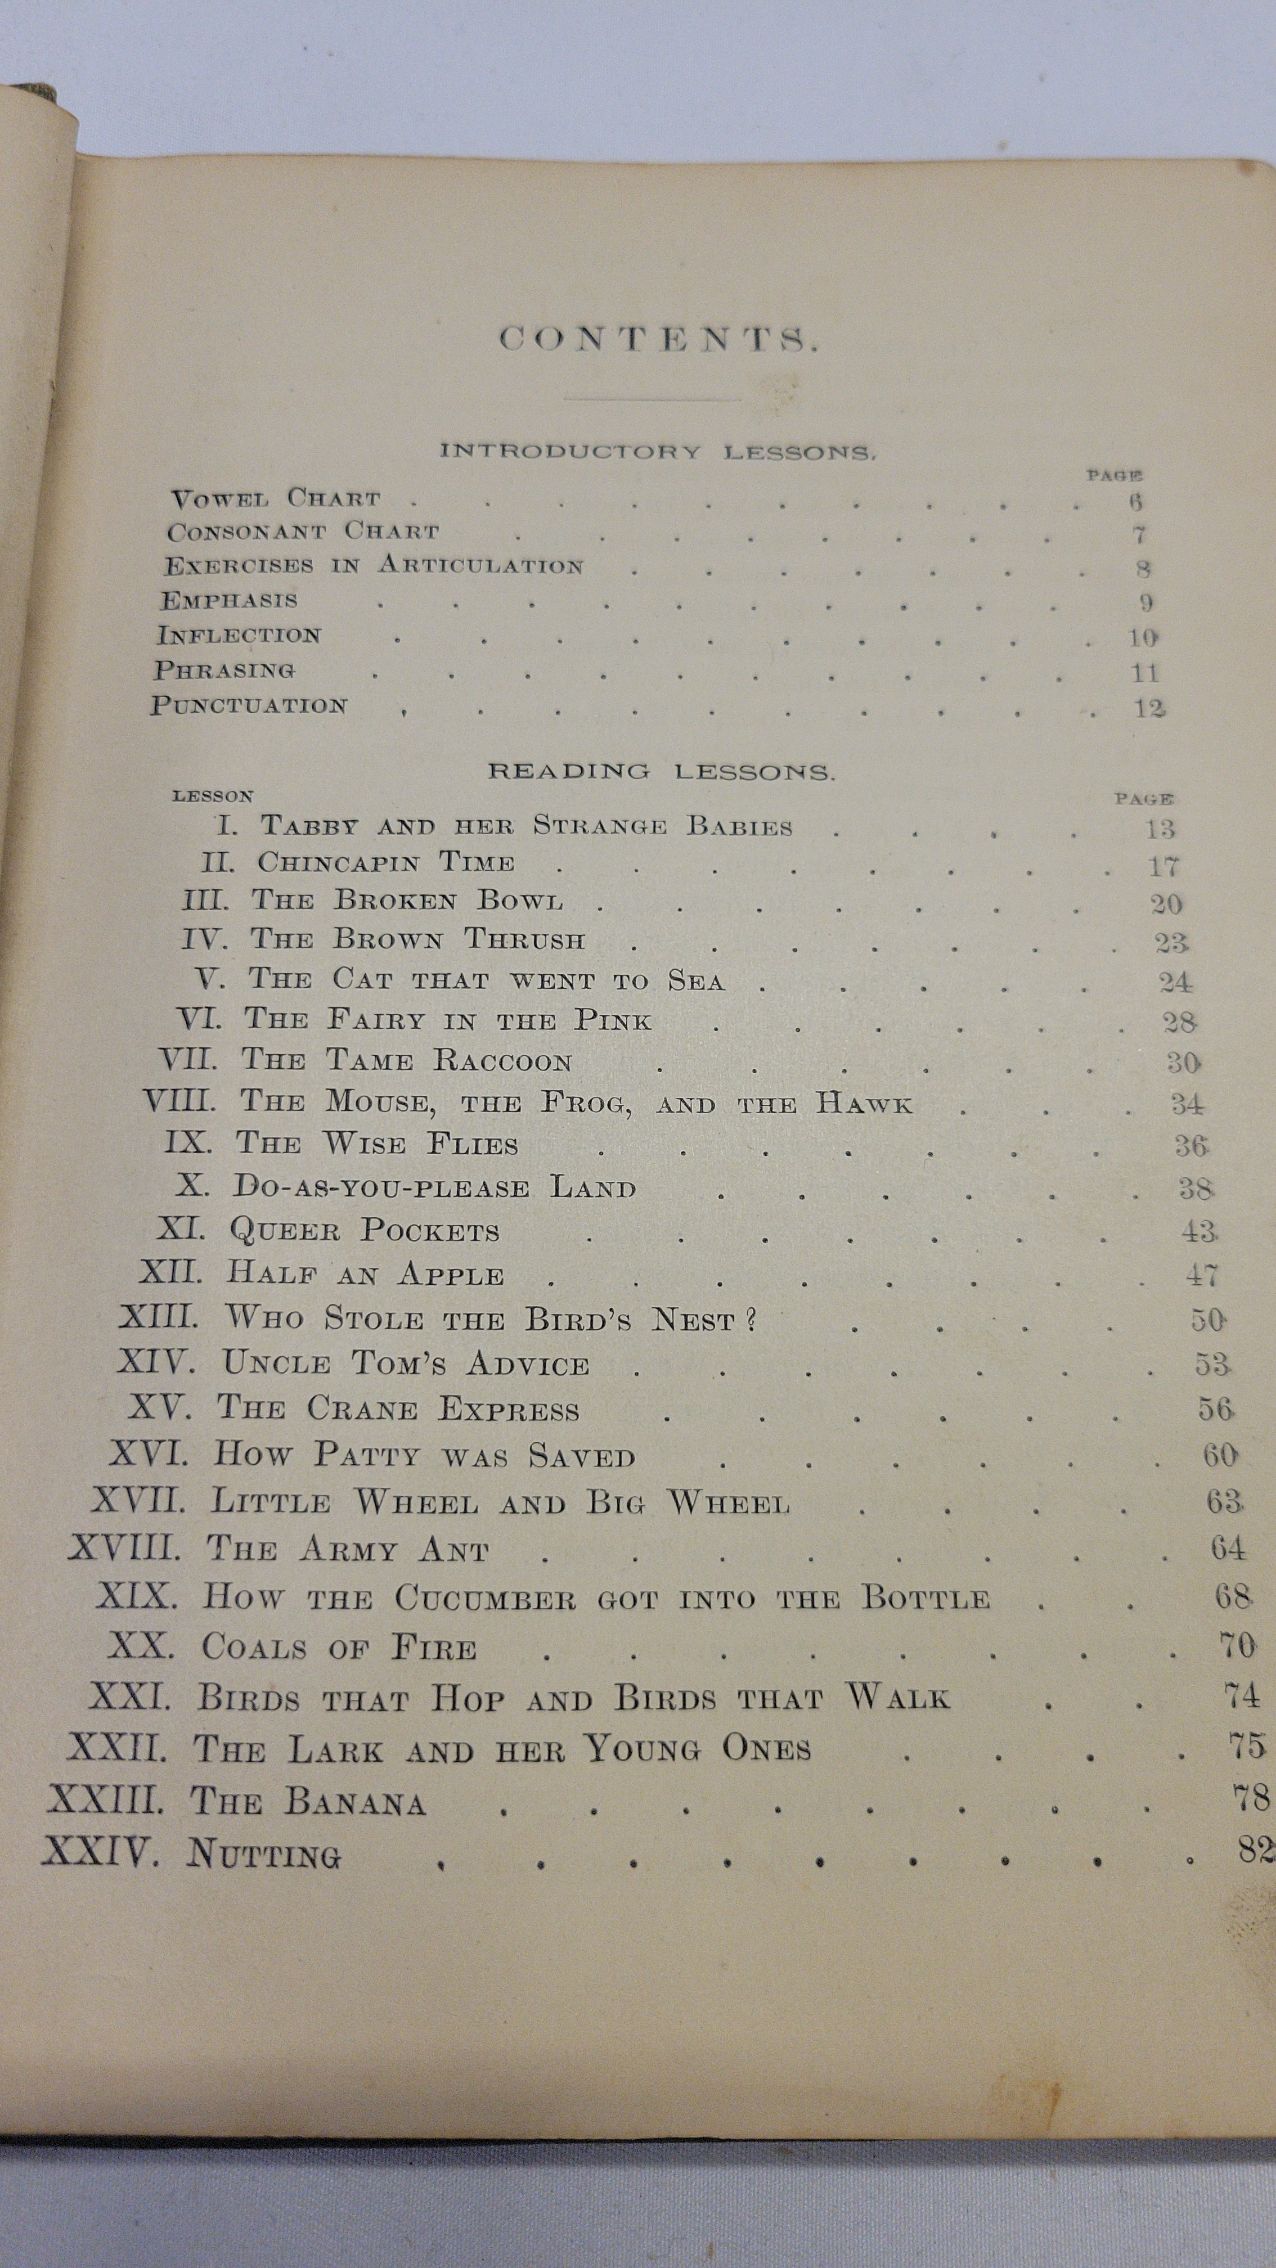 CONTENTS.
INTRODUCTORY LESSONS.
PAGE
VOWEL CHART . . . . . . . . . . 6
CONSONANT CHART . . . . . . . . 7
EXERCISES IN ARTICULATION . . . . . . . 8
EMPHASIS . . . . . . . . . . 9
INFLECTION . . . . . . . . . . 10
PHRASING . . . . . . . . . . 11
PUNCTUATION . . . . . . . . . . 12
READING LESSONS.
LESSON PAGE
I. TABBY AND HER STRANGE BABIES . . . . 13
II. CHINCAPIN TIME . . . . . . . . 17
III. THE BROKEN BOWL . . . . . . . 20
IV. THE BROWN THRUSH . . . . . . . 23
V. THE CAT THAT WENT TO SEA . . . . . 24
VI. THE FAIRY IN THE PINK . . . . . . 28
VII. THE TAME RACCOON . . . . . . 30
VIII. THE MOUSE, THE FROG, AND THE HAWK . . . 34
IX. THE WISE FLIES . . . . . . . 36
X. DO-AS-YOU-PLEASE LAND . . . . . . 38
XI. QUEER POCKETS . . . . . . . 43
XII. HALF AN APPLE . . . . . . . . 47
XIII. WHO STOLE THE BIRD'S NEST? . . . . 50
XIV. UNCLE TOM'S ADVICE . . . . . . . 53
XV. THE CRANE EXPRESS . . . . . . 56
XVI. HOW PATTY WAS SAVED . . . . . . 60
XVII. LITTLE WHEEL AND BIG WHEEL . . . . 63
XVIII. THE ARMY ANT . . . . . . . . 64
XIX. HOW THE CUCUMBER GOT INTO THE BOTTLE . . 68
XX. COALS OF FIRE . . . . . . . . 70
XXI. BIRDS THAT HOP AND BIRDS THAT WALK . . 74
XXII. THE LARK AND HER YOUNG ONES . . . . 75
XXIII. THE BANANA . . . . . . . . 78
XXIV. NUTTING . . . . . . . . . 82